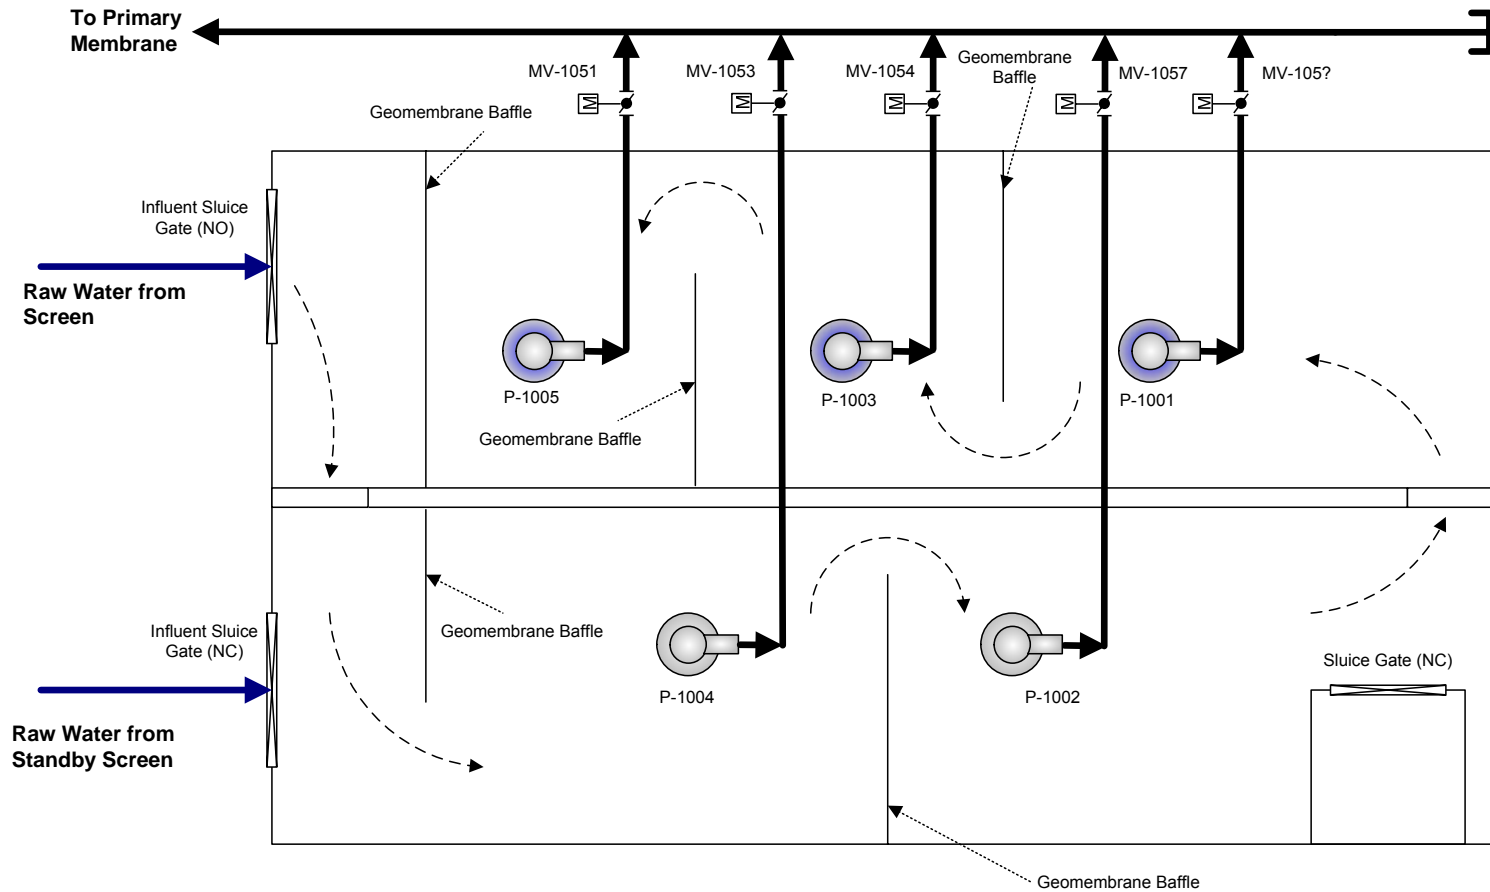 To Primary
Membrane
MV-1051
MV-1053
MV-1054
Geomembrane
Baffle
MV-1057
MV-105?
M
M
M
M
M
Geomembrane Baffle
Influent Sluice
Gate (NO)
Raw Water from
Screen
P-1005
P-1003
P-1001
Geomembrane Baffle
Influent Sluice
Gate (NC)
Geomembrane Baffle
Raw Water from
Standby Screen
P-1004
P-1002
Sluice Gate (NC)
Geomembrane Baffle